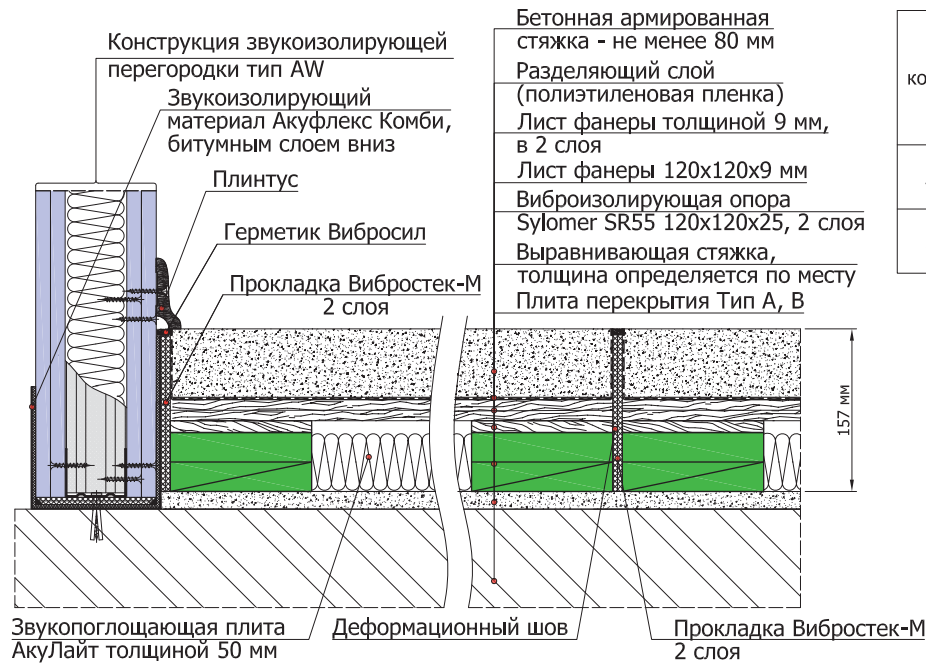 Конструкция звукоизолирующей
перегородки тип AW
Звукоизолирующий
материал Акуфлекс Комби,
битумным слоем вниз
Плинтус
Герметик Вибросил
Прокладка Вибростек-М
2 слоя
Бетонная армированная
стяжка - не менее 80 мм
Разделяющий слой
(полиэтиленовая пленка)
Лист фанеры толщиной 9 мм,
в 2 слоя
Лист фанеры 120х120х9 мм
Виброизолирующая опора
Sylomer SR55 120х120х25, 2 слоя
Выравнивающая стяжка,
толщина определяется по месту
Плита перекрытия Тип А, В
ко
157 мм
Звукопоглощающая плита
АкуЛайт толщиной 50 мм
Деформационный шов
Прокладка Вибростек-М
2 слоя